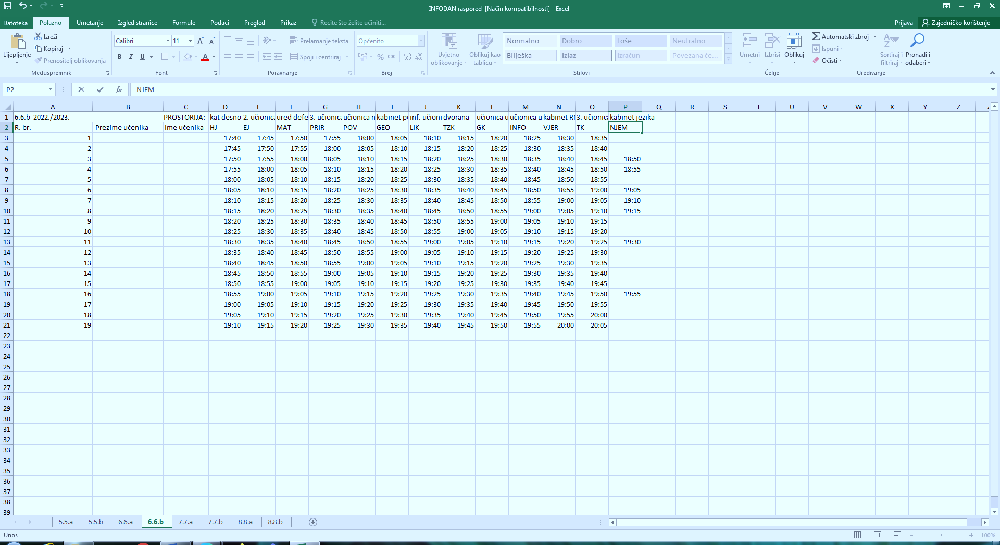 INFODAN raspored  [Način kompatibilnosti] - Excel
Datoteka Polazno Umetanje Izgled stranice Formule Podaci Pregled Prikaz Recite što želite učiniti... Prijava Zajedničko korištenje
Lijepljenje Izreži Kopiraj Prenositelj oblikovanja Međuspremnik
Calibri 11 B I U A Font
Prelamanje teksta Spoji i centriraj Poravnanje
Općenito % 000 Broj
Uvjetno oblikovanje Oblikuj kao tablicu
Normalno Dobro Loše Neutralno
Bilješka Izlaz Izračun Povezana će...
Stilovi
Umetni Izbriši Oblikuj Ćelije
Automatski zbroj Ispuni Očisti Sortiraj i filtriraj Pronađi i odaberi Uređivanje
P2 fx NJEM
A B C D E F G H I J K L M N O P Q R S T U V W X Y Z
1 6.6.b  2022./2023. PROSTORIJA: kat desno 2. učionica ured defe 3. učionica učionica n kabinet po inf. učioni dvorana učionica u učionica u kabinet RN 3. učionica kabinet jezika
2 R. br. Prezime učenika Ime učenika HJ EJ MAT PRIR POV GEO LIK TZK GK INFO VJER TK NJEM
3 1 17:40 17:45 17:50 17:55 18:00 18:05 18:10 18:15 18:20 18:25 18:30 18:35
4 2 17:45 17:50 17:55 18:00 18:05 18:10 18:15 18:20 18:25 18:30 18:35 18:40
5 3 17:50 17:55 18:00 18:05 18:10 18:15 18:20 18:25 18:30 18:35 18:40 18:45 18:50
6 4 17:55 18:00 18:05 18:10 18:15 18:20 18:25 18:30 18:35 18:40 18:45 18:50 18:55
7 5 18:00 18:05 18:10 18:15 18:20 18:25 18:30 18:35 18:40 18:45 18:50 18:55
8 6 18:05 18:10 18:15 18:20 18:25 18:30 18:35 18:40 18:45 18:50 18:55 19:00 19:05
9 7 18:10 18:15 18:20 18:25 18:30 18:35 18:40 18:45 18:50 18:55 19:00 19:05 19:10
10 8 18:15 18:20 18:25 18:30 18:35 18:40 18:45 18:50 18:55 19:00 19:05 19:10 19:15
11 9 18:20 18:25 18:30 18:35 18:40 18:45 18:50 18:55 19:00 19:05 19:10 19:15
12 10 18:25 18:30 18:35 18:40 18:45 18:50 18:55 19:00 19:05 19:10 19:15 19:20
13 11 18:30 18:35 18:40 18:45 18:50 18:55 19:00 19:05 19:10 19:15 19:20 19:25 19:30
14 12 18:35 18:40 18:45 18:50 18:55 19:00 19:05 19:10 19:15 19:20 19:25 19:30
15 13 18:40 18:45 18:50 18:55 19:00 19:05 19:10 19:15 19:20 19:25 19:30 19:35
16 14 18:45 18:50 18:55 19:00 19:05 19:10 19:15 19:20 19:25 19:30 19:35 19:40
17 15 18:50 18:55 19:00 19:05 19:10 19:15 19:20 19:25 19:30 19:35 19:40 19:45
18 16 18:55 19:00 19:05 19:10 19:15 19:20 19:25 19:30 19:35 19:40 19:45 19:50 19:55
19 17 19:00 19:05 19:10 19:15 19:20 19:25 19:30 19:35 19:40 19:45 19:50 19:55
20 18 19:05 19:10 19:15 19:20 19:25 19:30 19:35 19:40 19:45 19:50 19:55 20:00
21 19 19:10 19:15 19:20 19:25 19:30 19:35 19:40 19:45 19:50 19:55 20:00 20:05
22
23
24
25
26
27
28
29
30
31
32
33
34
35
36
37
38
39
5.5.a 5.5.b 6.6.a 6.6.b 7.7.a 7.7.b 8.8.a 8.8.b
Unos 100%